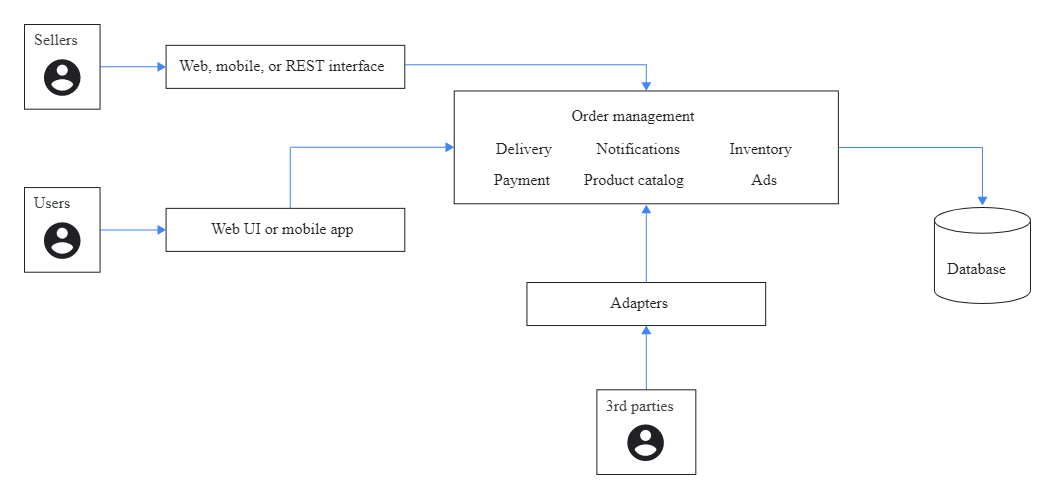 Sellers
Web, mobile, or REST interface
Order management
Delivery Notifications Inventory
Payment Product catalog Ads
Users
Web UI or mobile app
Database
Adapters
3rd parties